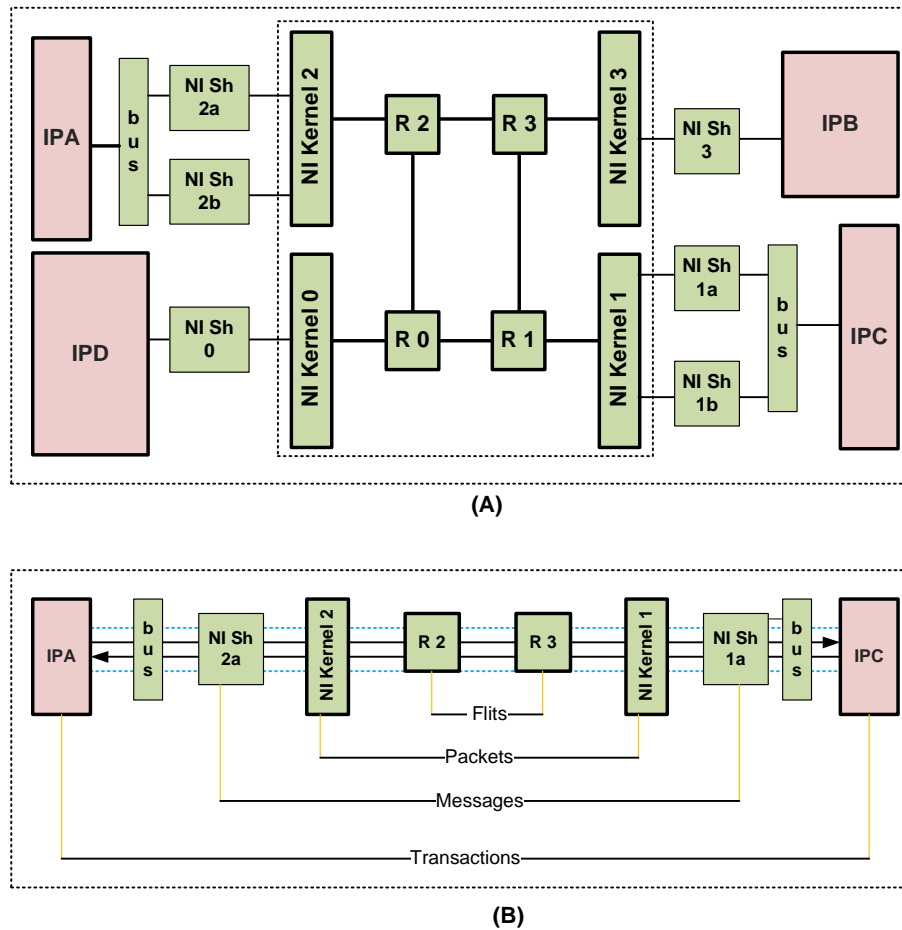 IPA
b
u
s
NI Sh
2a
NI Sh
2b
NI Kernel 2
R 2
R 3
NI Kernel 3
NI Sh
3
IPB
IPD
NI Sh
0
NI Kernel 0
R 0
R 1
NI Kernel 1
NI Sh
1a
NI Sh
1b
b
u
s
IPC
(A)
IPA
b
u
s
NI Sh
2a
NI Kernel 2
R 2
R 3
NI Kernel 1
NI Sh
1a
b
u
s
IPC
Flits
Packets
Messages
Transactions
(B)